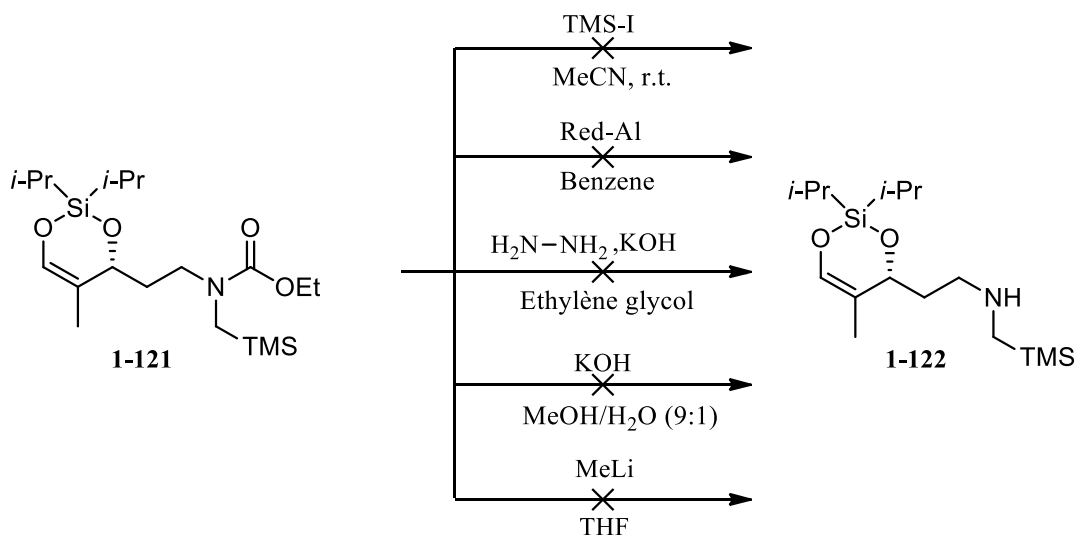 TMS-I
MeCN, r.t.
Red-Al
Benzene
H₂N–NH₂,KOH
Ethylène glycol
KOH
MeOH/H₂O (9:1)
MeLi
THF
i-Pr i-Pr
Si
O O
O
N OEt
TMS
1-121
i-Pr i-Pr
Si
O O
NH
TMS
1-122